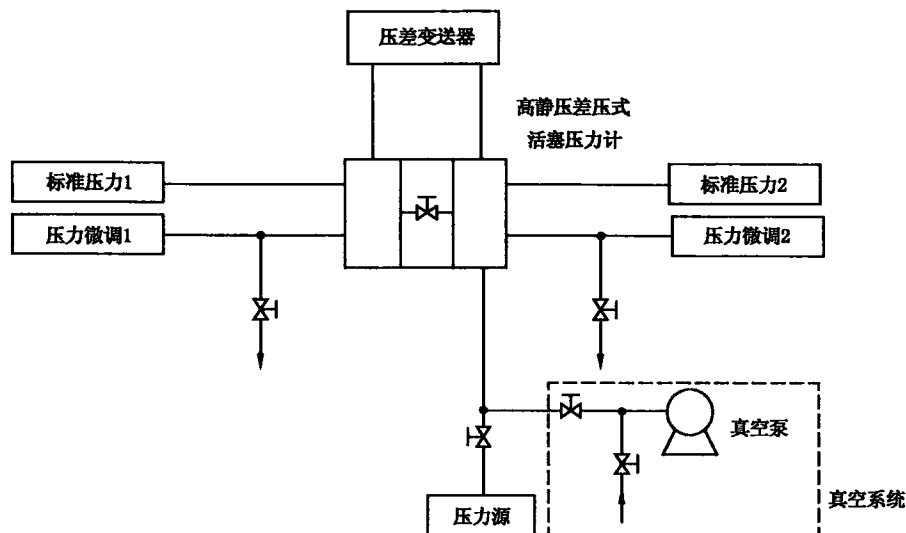 压差变送器
高静压差压式
活塞压力计
标准压力1
标准压力2
压力微调1
压力微调2
真空泵
真空系统
压力源